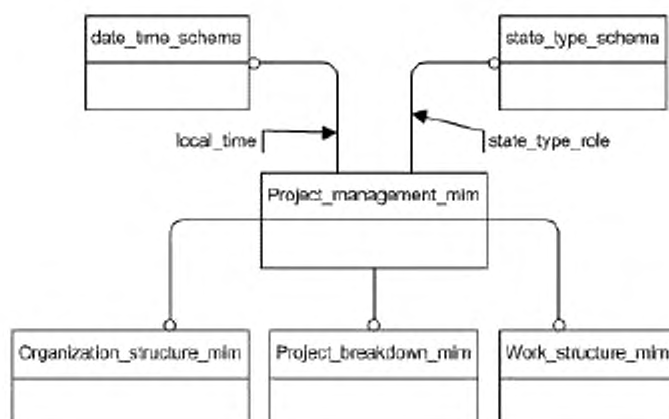 date_time_schema
state_type_schema
local_time
state_type_role
Project_management_mim
Organization_structure_mim
Project_breakdown_mim
Work_structure_mim